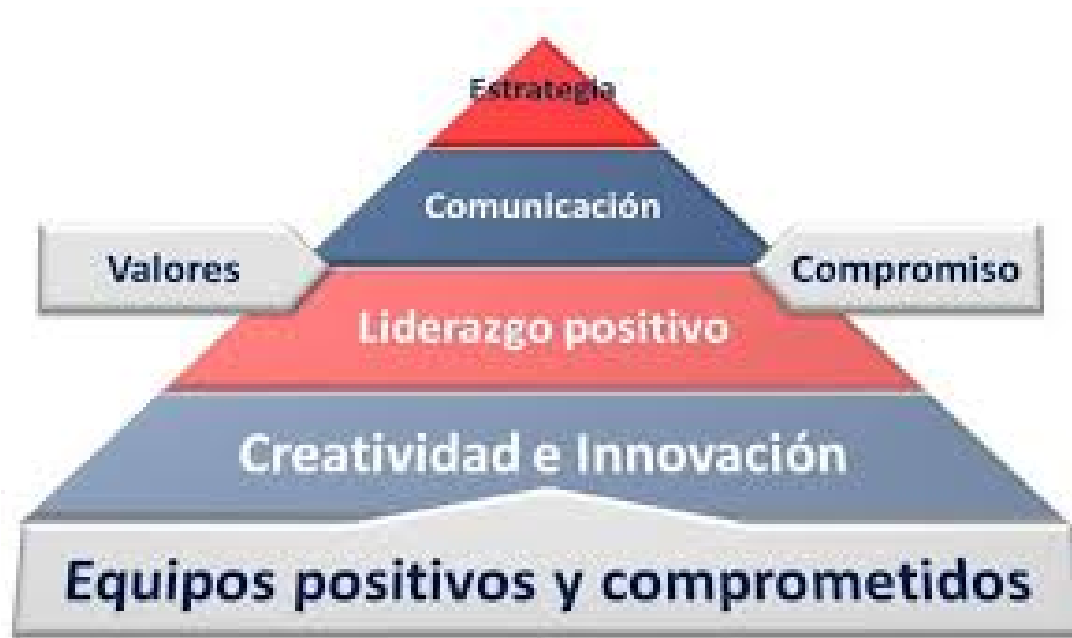 Estrategia
Comunicación
Valores
Compromiso
Liderazgo positivo
Creatividad e Innovación
Equipos positivos y comprometidos